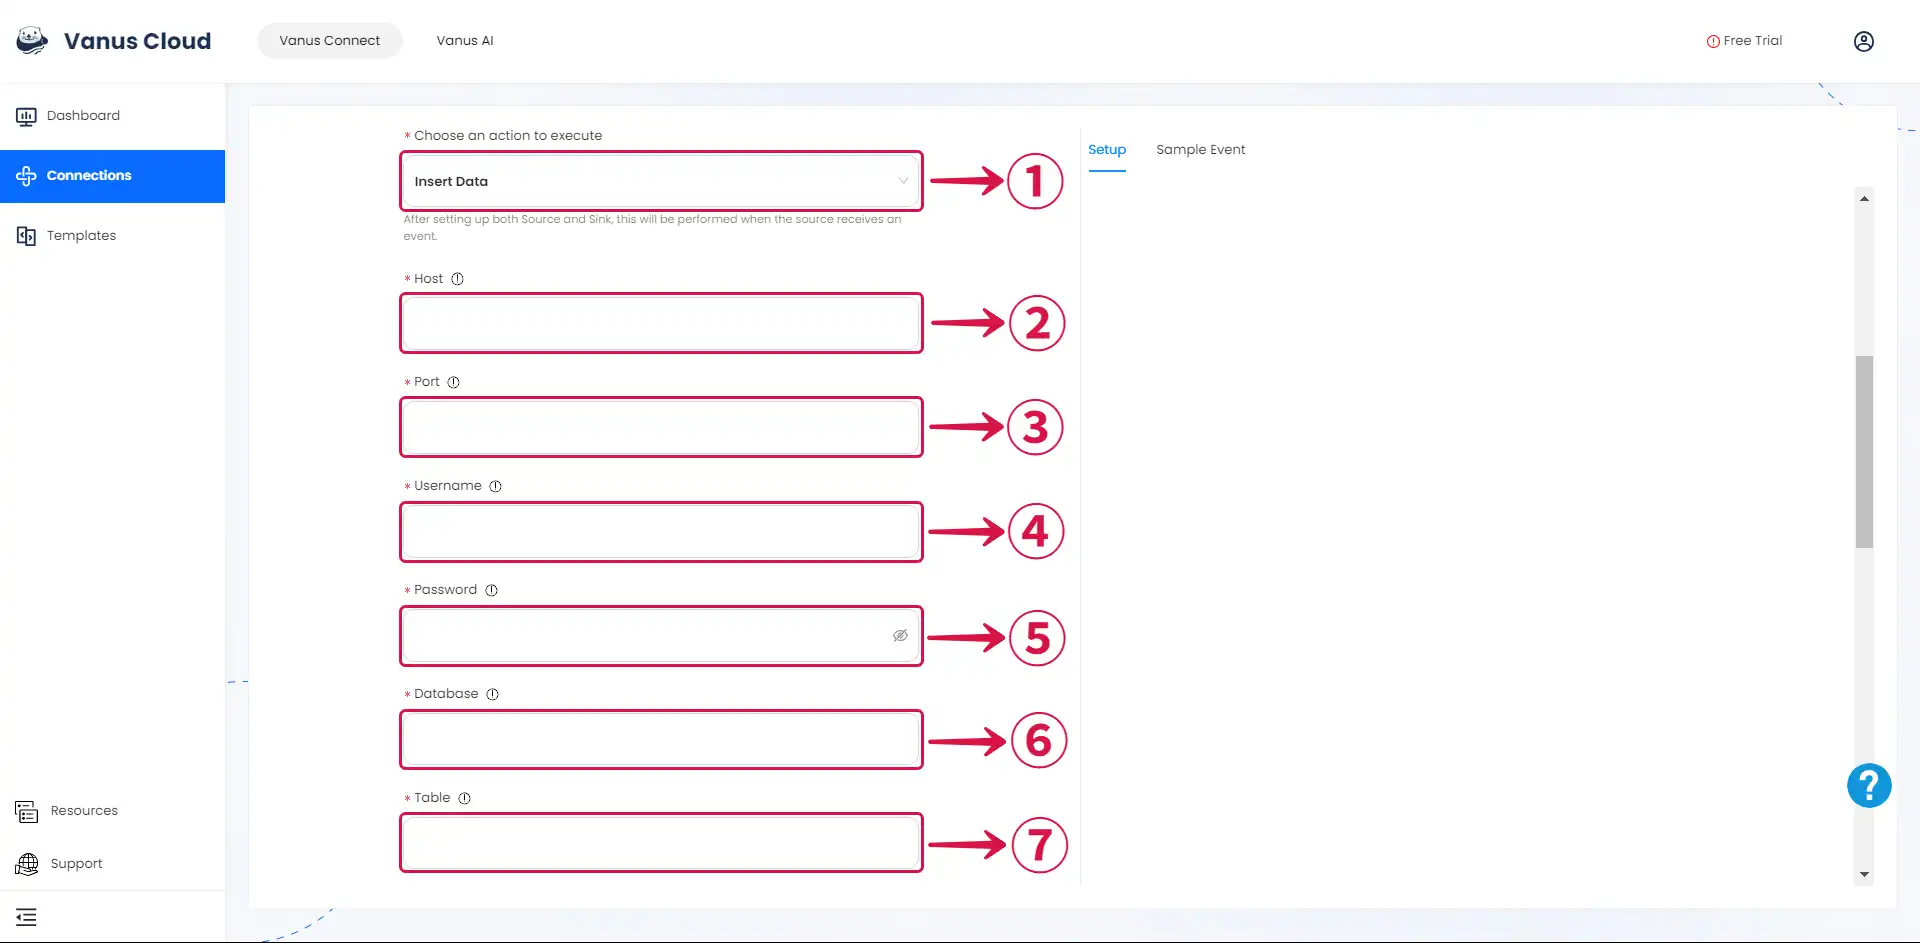 Vanus Cloud
Vanus Connect
Vanus AI
Free Trial
Dashboard
Connections
Templates
Resources
Support
* Choose an action to execute
Insert Data
1
After setting up both Source and Sink, this will be performed when the source receives an
event.
* Host
2
* Port
3
* Username
4
* Password
5
* Database
6
* Table
7
Setup
Sample Event
?